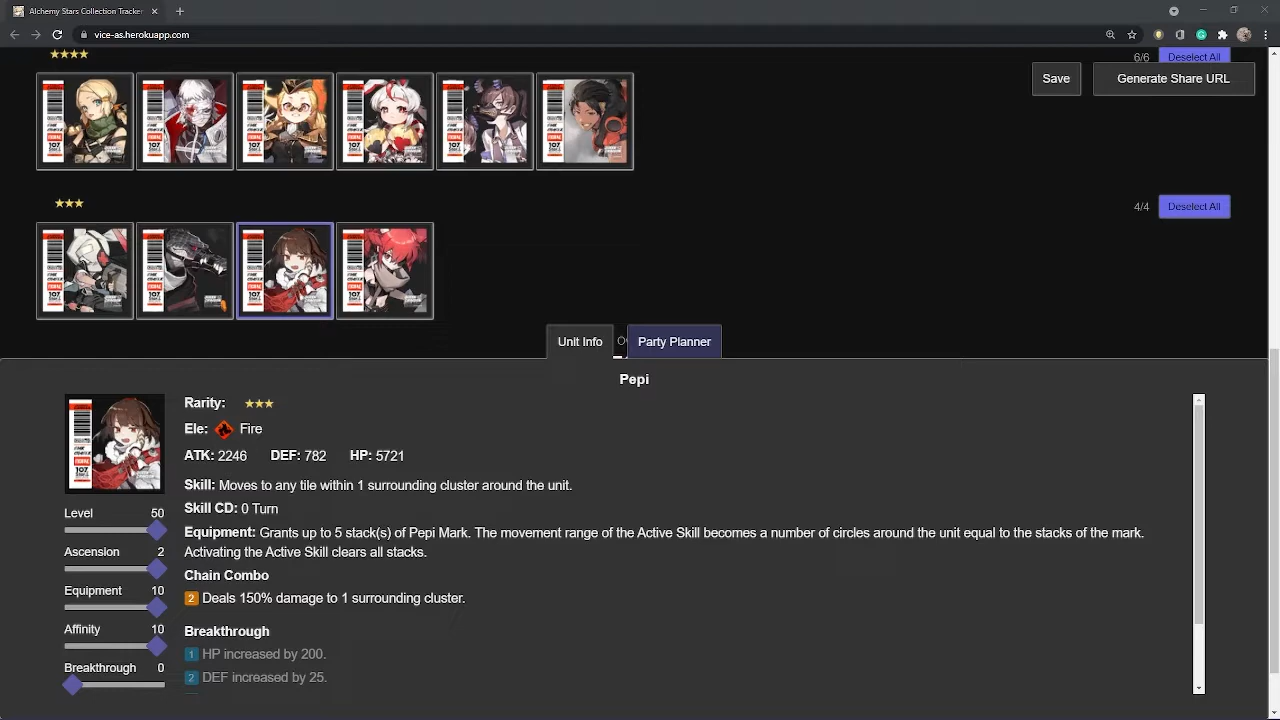 Alchemy Stars Collection Tracker
vice-as.herokuapp.com
★★★★
6/6
Deselect All
Save
Generate Share URL
★★★
4/4
Deselect All
Unit Info
Party Planner
Pepi
Rarity: ★★★
Ele: Fire
ATK: 2246 DEF: 782 HP: 5721
Skill: Moves to any tile within 1 surrounding cluster around the unit.
Skill CD: 0 Turn
Equipment: Grants up to 5 stack(s) of Pepi Mark. The movement range of the Active Skill becomes a number of circles around the unit equal to the stacks of the mark.
Activating the Active Skill clears all stacks.
Chain Combo
2 Deals 150% damage to 1 surrounding cluster.
Breakthrough
1 HP increased by 200.
2 DEF increased by 25.
Level 50
Ascension 2
Equipment 10
Affinity 10
Breakthrough 0